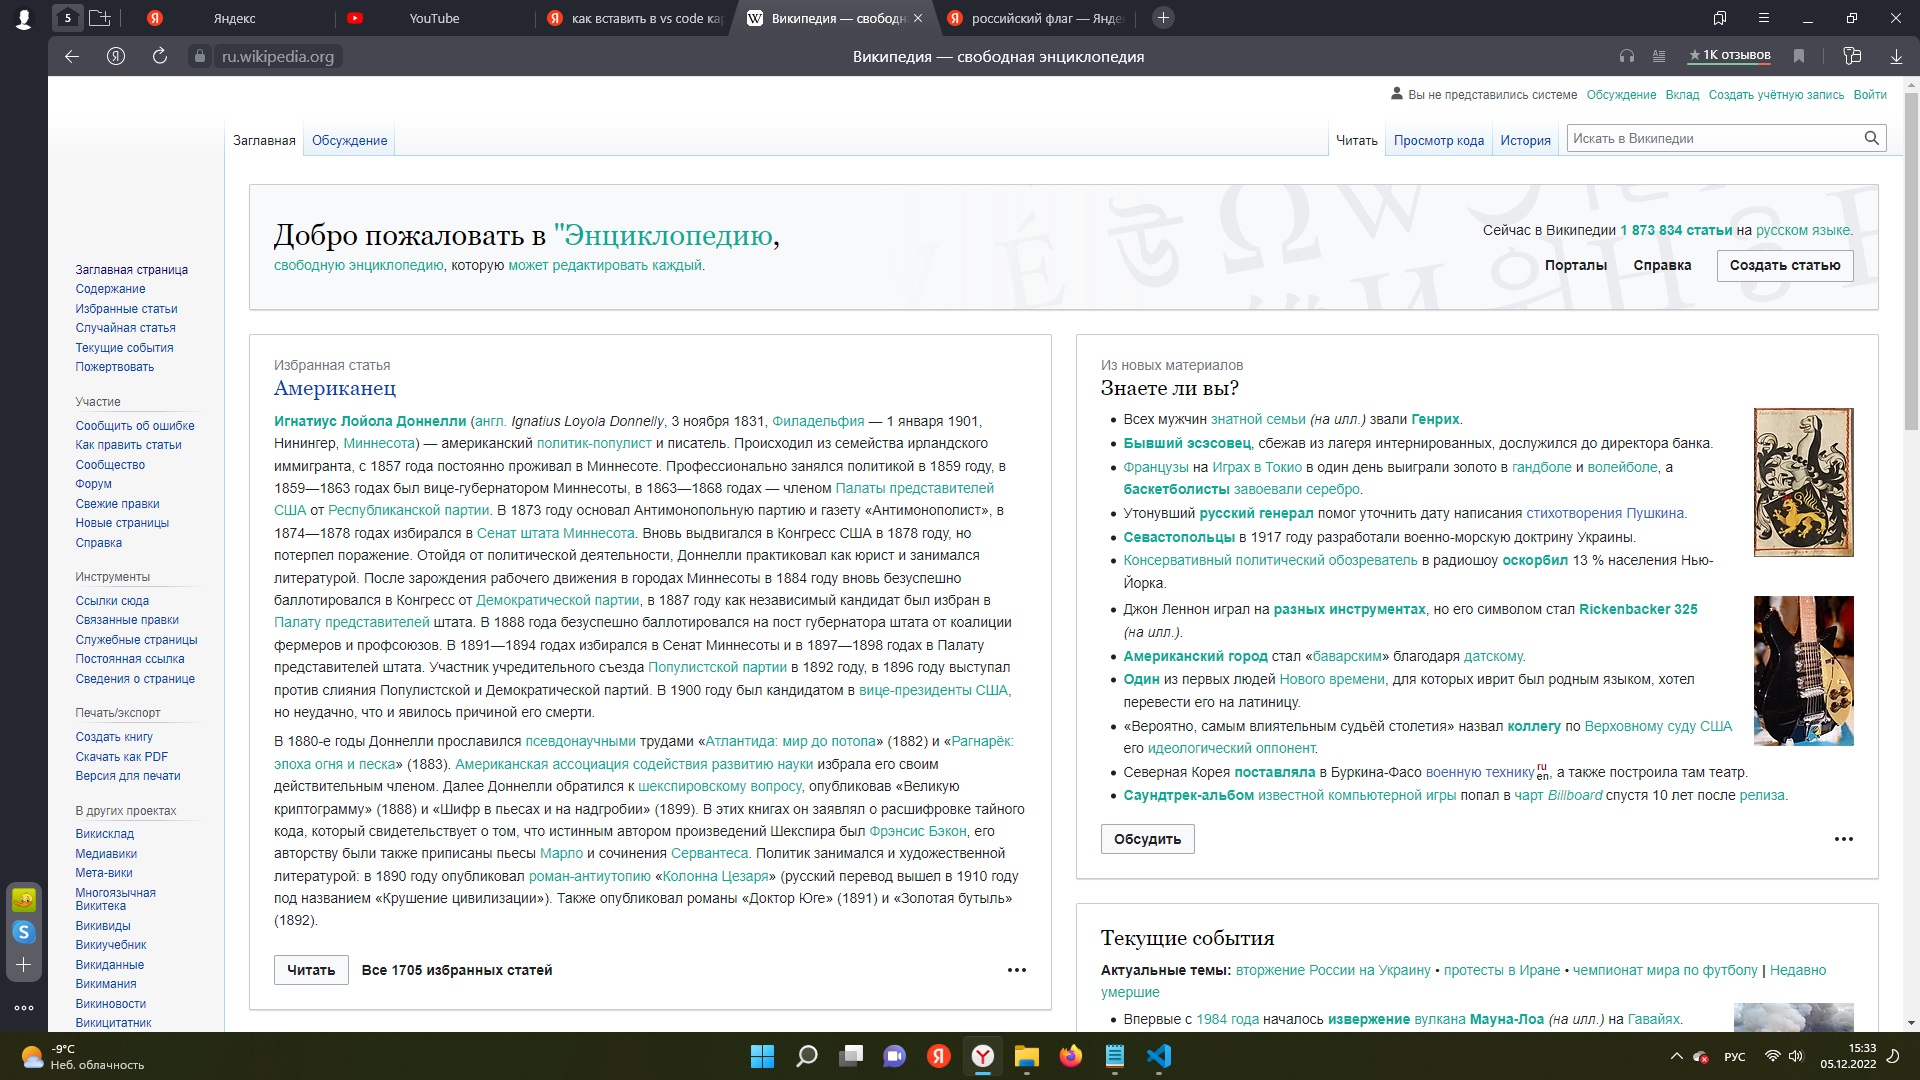 5
Яндекс
YouTube
как вставить в vs code кар
Википедия — свободн
российский флаг — Янде
ru.wikipedia.org
Википедия — свободная энциклопедия
★ 1K отзывов
Вы не представились системе Обсуждение Вклад Создать учётную запись Войти
Заглавная Обсуждение
Читать Просмотр кода История Искать в Википедии
Добро пожаловать в "Энциклопедию,
свободную энциклопедию, которую может редактировать каждый.
Сейчас в Википедии 1 873 834 статьи на русском языке.
Порталы Справка Создать статью
Заглавная страница
Содержание
Избранные статьи
Случайная статья
Текущие события
Пожертвовать
Участие
Сообщить об ошибке
Как править статьи
Сообщество
Форум
Свежие правки
Новые страницы
Справка
Инструменты
Ссылки сюда
Связанные правки
Служебные страницы
Постоянная ссылка
Сведения о странице
Печать/экспорт
Создать книгу
Скачать как PDF
Версия для печати
В других проектах
Викисклад
Медиавики
Мета-вики
Многоязычная
Викитека
Викивиды
Викиучебник
Викиданные
Викимания
Викиновости
Викицитатник
Избранная статья
Американец
Игнатиус Лойола Доннелли (англ. Ignatius Loyola Donnelly, 3 ноября 1831, Филадельфия — 1 января 1901,
Нинингер, Миннесота) — американский политик-популист и писатель. Происходил из семейства ирландского
иммигранта, с 1857 года постоянно проживал в Миннесоте. Профессионально занялся политикой в 1859 году, в
1859—1863 годах был вице-губернатором Миннесоты, в 1863—1868 годах — членом Палаты представителей
США от Республиканской партии. В 1873 году основал Антимонопольную партию и газету «Антимонополист», в
1874—1878 годах избирался в Сенат штата Миннесота. Вновь выдвигался в Конгресс США в 1878 году, но
потерпел поражение. Отойдя от политической деятельности, Доннелли практиковал как юрист и занимался
литературой. После зарождения рабочего движения в городах Миннесоты в 1884 году вновь безуспешно
баллотировался в Конгресс от Демократической партии, в 1887 году как независимый кандидат был избран в
Палату представителей штата. В 1888 года безуспешно баллотировался на пост губернатора штата от коалиции
фермеров и профсоюзов. В 1891—1894 годах избирался в Сенат Миннесоты и в 1897—1898 годах в Палату
представителей штата. Участник учредительного съезда Популистской партии в 1892 году, в 1896 году выступал
против слияния Популистской и Демократической партий. В 1900 году был кандидатом в вице-президенты США,
но неудачно, что и явилось причиной его смерти.
В 1880-е годы Доннелли прославился псевдонаучными трудами «Атлантида: мир до потопа» (1882) и «Рагнарёк:
эпоха огня и песка» (1883). Американская ассоциация содействия развитию науки избрала его своим
действительным членом. Далее Доннелли обратился к шекспировскому вопросу, опубликовав «Великую
криптограмму» (1888) и «Шифр в пьесах и на надгробии» (1899). В этих книгах он заявлял о расшифровке тайного
кода, который свидетельствует о том, что истинным автором произведений Шекспира был Фрэнсис Бэкон, его
авторству были также приписаны пьесы Марло и сочинения Сервантеса. Политик занимался и художественной
литературой: в 1890 году опубликовал роман-антиутопию «Колонна Цезаря» (русский перевод вышел в 1910 году
под названием «Крушение цивилизации»). Также опубликовал романы «Доктор Юге» (1891) и «Золотая бутыль»
(1892).
Читать Все 1705 избранных статей
Из новых материалов
Знаете ли вы?
Всех мужчин знатной семьи (на илл.) звали Генрих.
Бывший эсэсовец, сбежав из лагеря интернированных, дослужился до директора банка.
Французы на Играх в Токио в один день выиграли золото в гандболе и волейболе, а
баскетболисты завоевали серебро.
Утонувший русский генерал помог уточнить дату написания стихотворения Пушкина.
Севастопольцы в 1917 году разработали военно-морскую доктрину Украины.
Консервативный политический обозреватель в радиошоу оскорбил 13 % населения Нью-
Йорка.
Джон Леннон играл на разных инструментах, но его символом стал Rickenbacker 325
(на илл.).
Американский город стал «баварским» благодаря датскому.
Один из первых людей Нового времени, для которых иврит был родным языком, хотел
перевести его на латиницу.
«Вероятно, самым влиятельным судьёй столетия» назвал коллегу по Верховному суду США
его идеологический оппонент.
Северная Корея поставляла в Буркина-Фасо военную технику ru en, а также построила там театр.
Саундтрек-альбом известной компьютерной игры попал в чарт Billboard спустя 10 лет после релиза.
Обсудить
Текущие события
Актуальные темы: вторжение России на Украину • протесты в Иране • чемпионат мира по футболу | Недавно
умершие
Впервые с 1984 года началось извержение вулкана Мауна-Лоа (на илл.) на Гавайях.
-9°C
Неб. облачность
РУС
15:33
05.12.2022